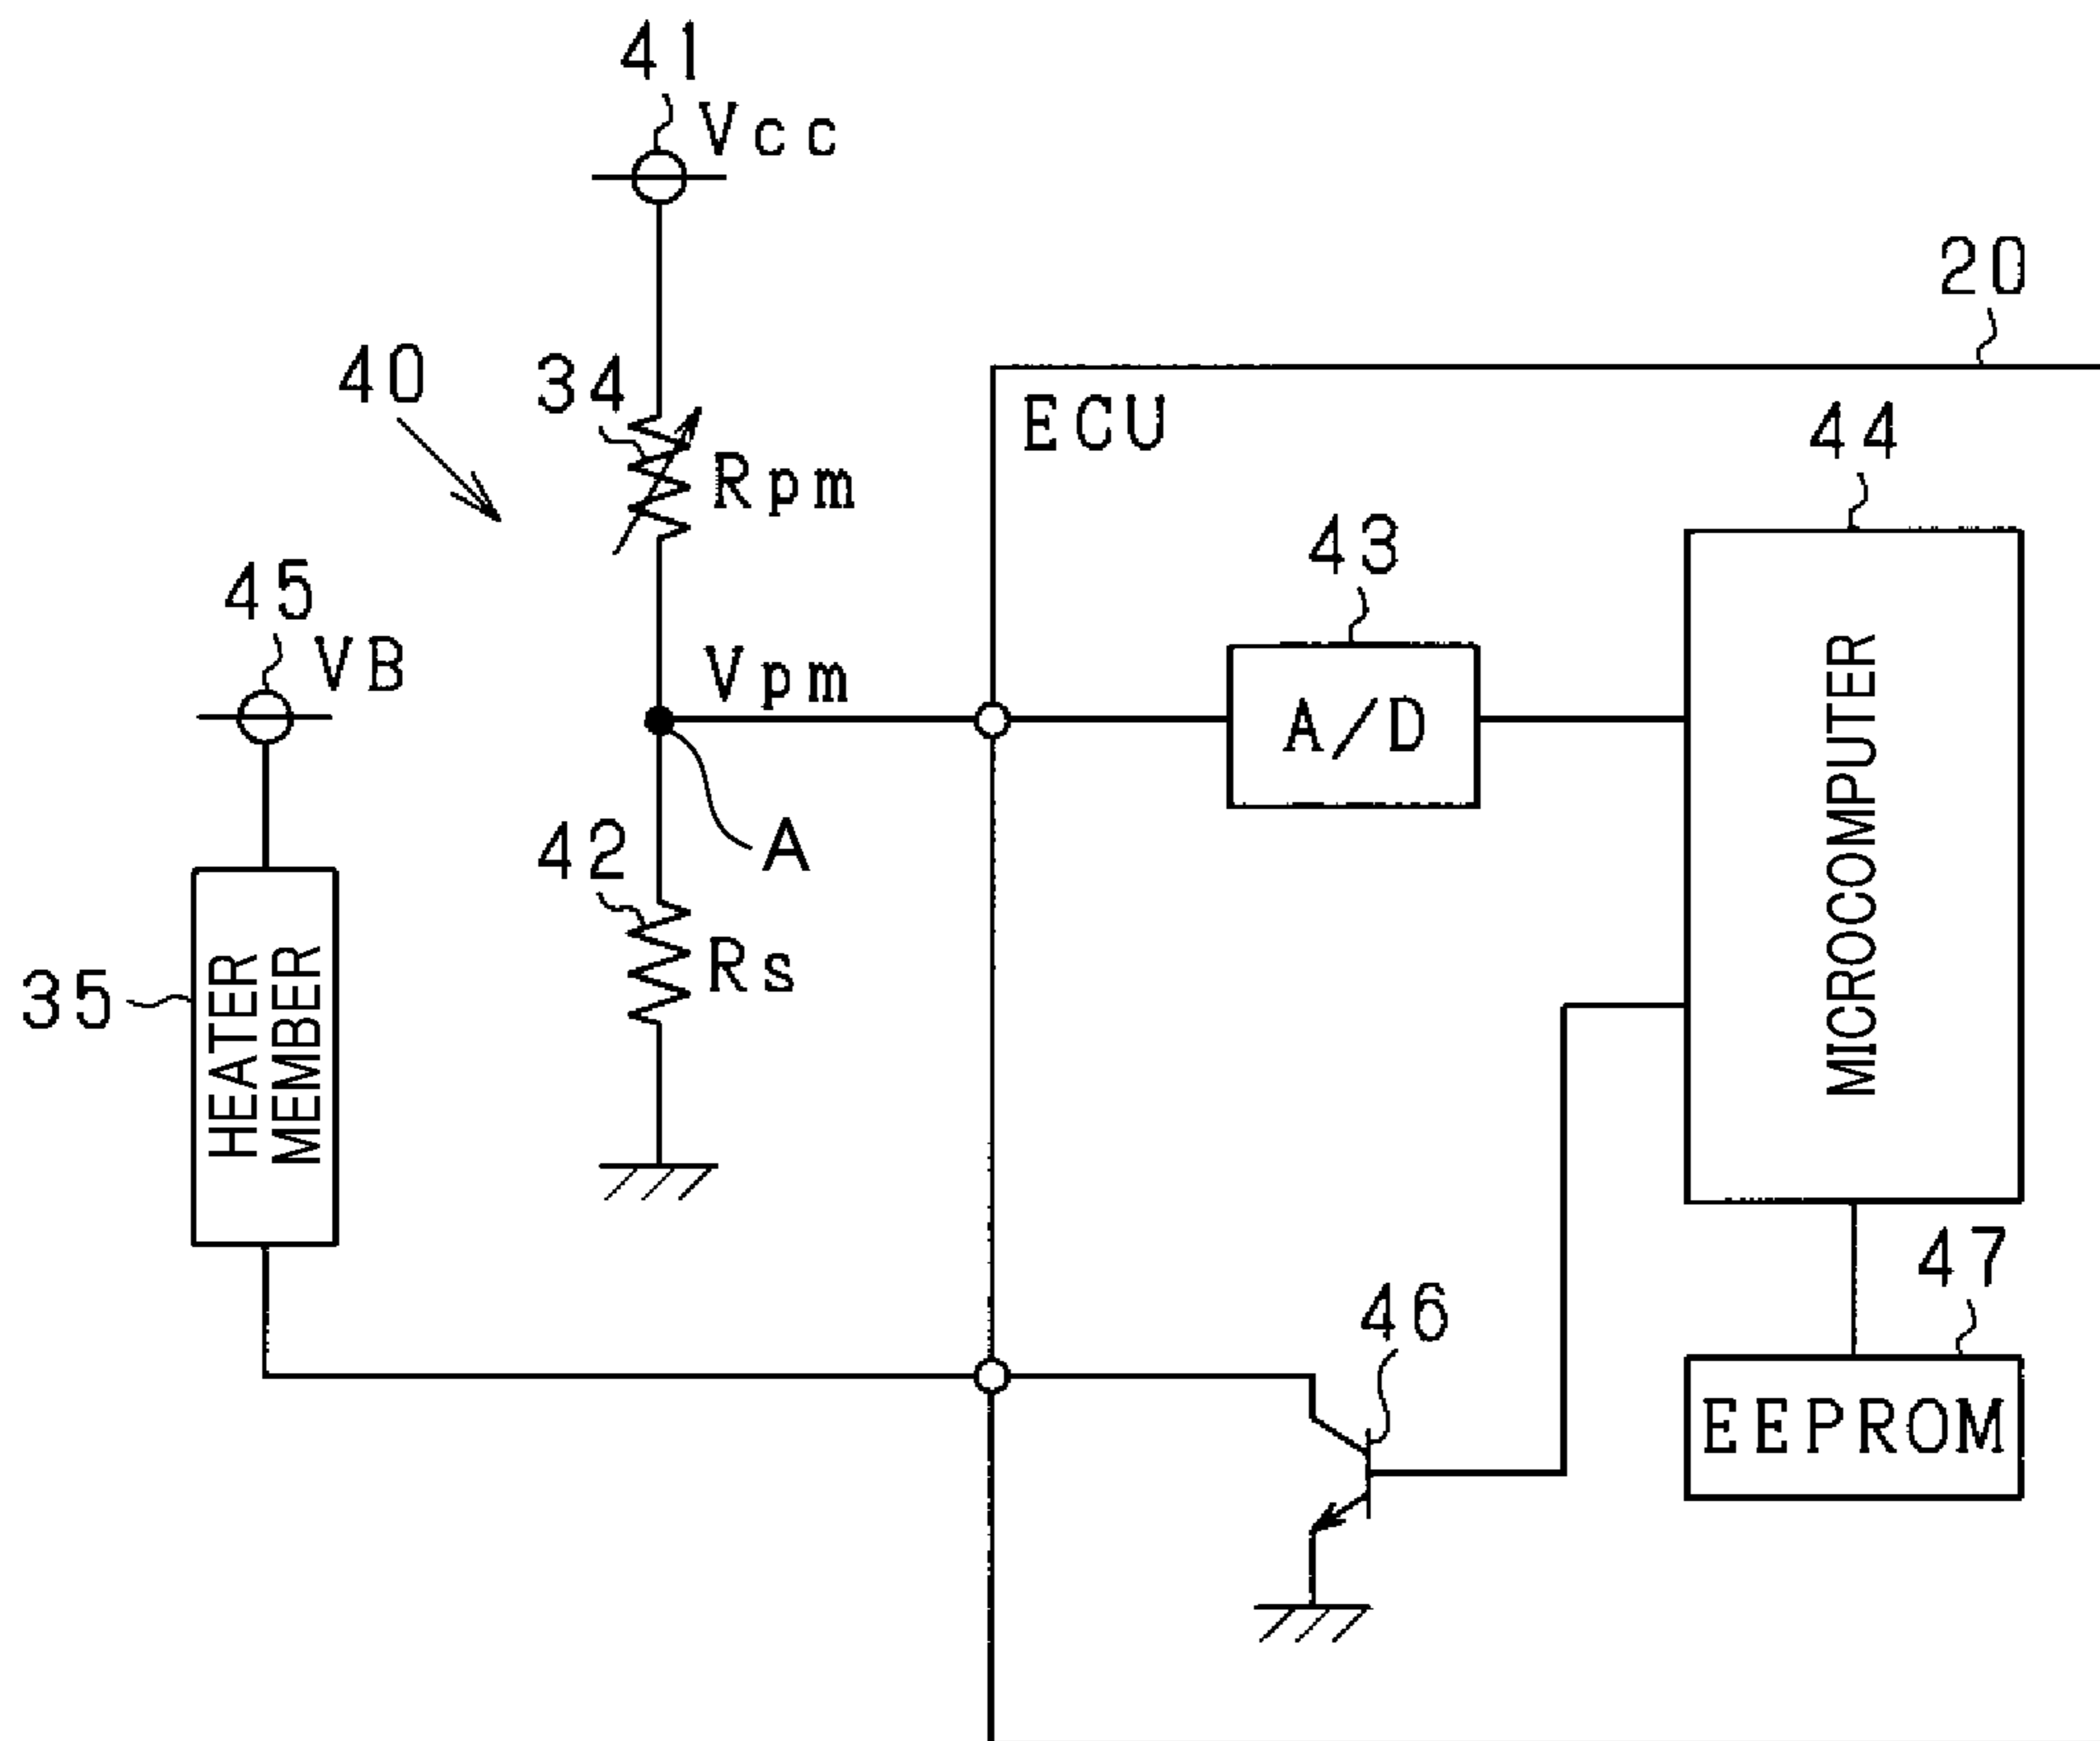 41
Vcc
20
40
34
Rpm
ECU
44
43
45
VB
Vpm
A/D
MICROCOMPUTER
A
42
Rs
35
HEATER
MEMBER
47
46
EEPROM